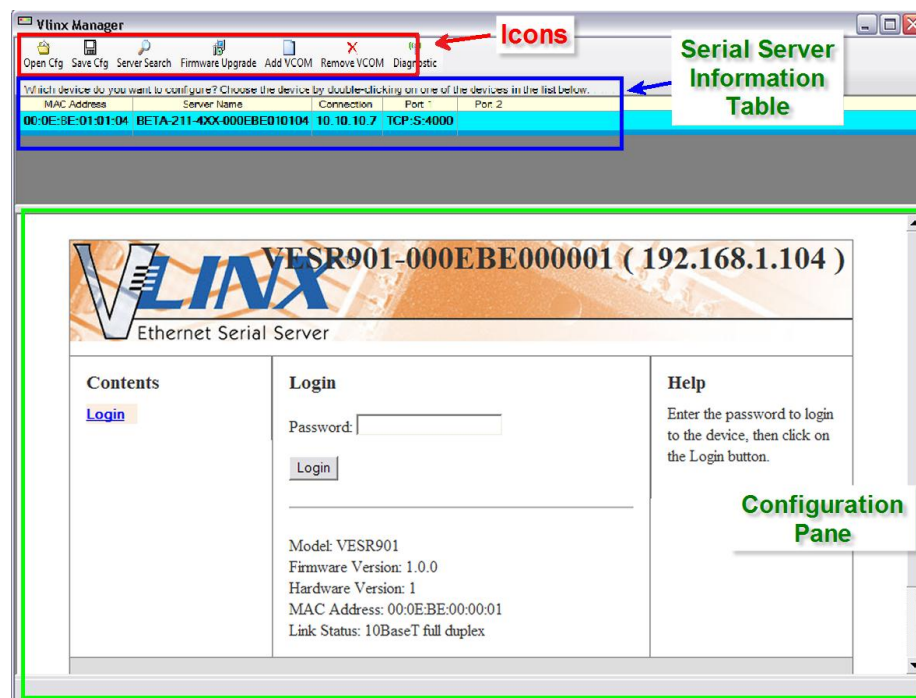 Vlinx Manager
Icons
Open Cfg Save Cfg Server Search Firmware Upgrade Add VCOM Remove VCOM Diagnostic
Serial Server
Information
Table
Which device do you want to configure? Choose the device by double-clicking on one of the devices in the list below.
MAC Address Server Name Connection Port 1 Port 2
00:0E:BE:01:01:04 BETA-211-4XX-000EBE010104 10.10.10.7 TCP:S:4000
VESR901-000EBE000001 ( 192.168.1.104 )
VLINX
Ethernet Serial Server
Contents
Login
Login
Password:
Login
Help
Enter the password to login
to the device, then click on
the Login button.
Configuration
Pane
Model: VESR901
Firmware Version: 1.0.0
Hardware Version: 1
MAC Address: 00:0E:BE:00:00:01
Link Status: 10BaseT full duplex